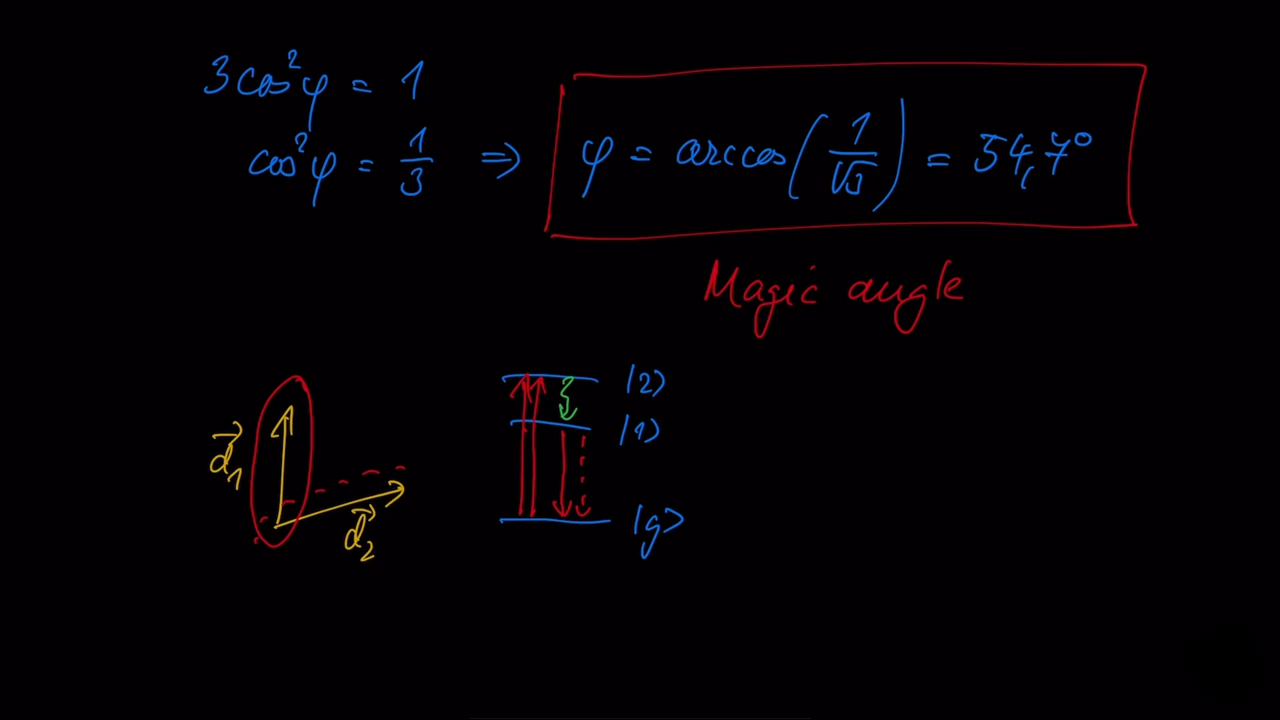 3cos²φ = 1
cos²φ = 1/3 ⇒ φ = arccos(1/√3) = 54,7°
Magic angle
|2⟩
|1⟩
d⃗₁
|g⟩
d⃗₂